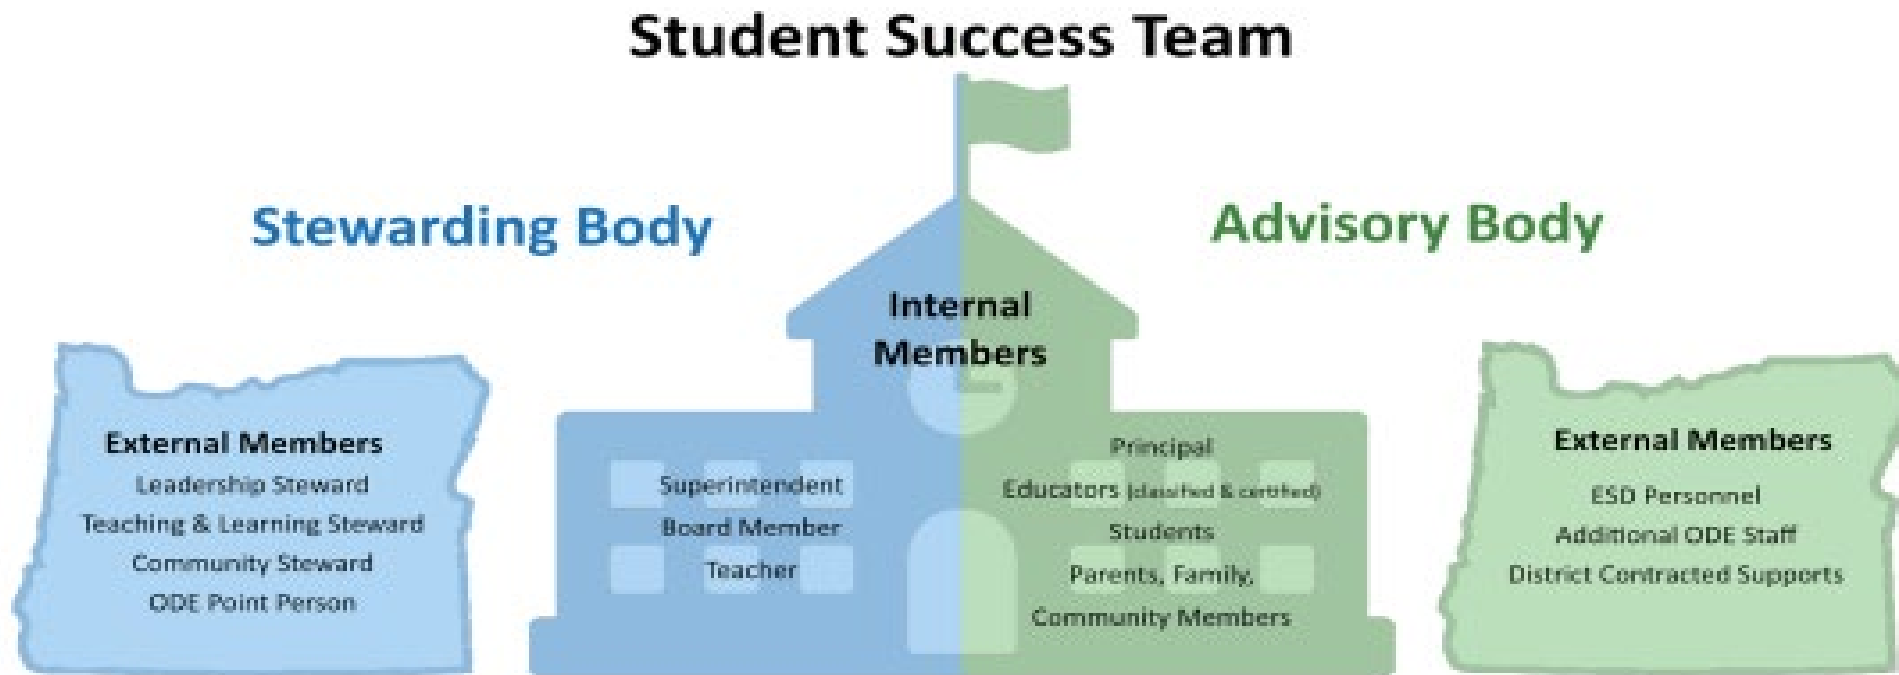 Student Success Team
Stewarding Body
Advisory Body
Internal
Members
External Members
Leadership Steward
Teaching & Learning Steward
Community Steward
ODE Point Person
Superintendent
Board Member
Teacher
Principal
Educators (classified & certified)
Students
Parents, Family,
Community Members
External Members
ESD Personnel
Additional ODE Staff
District Contracted Supports